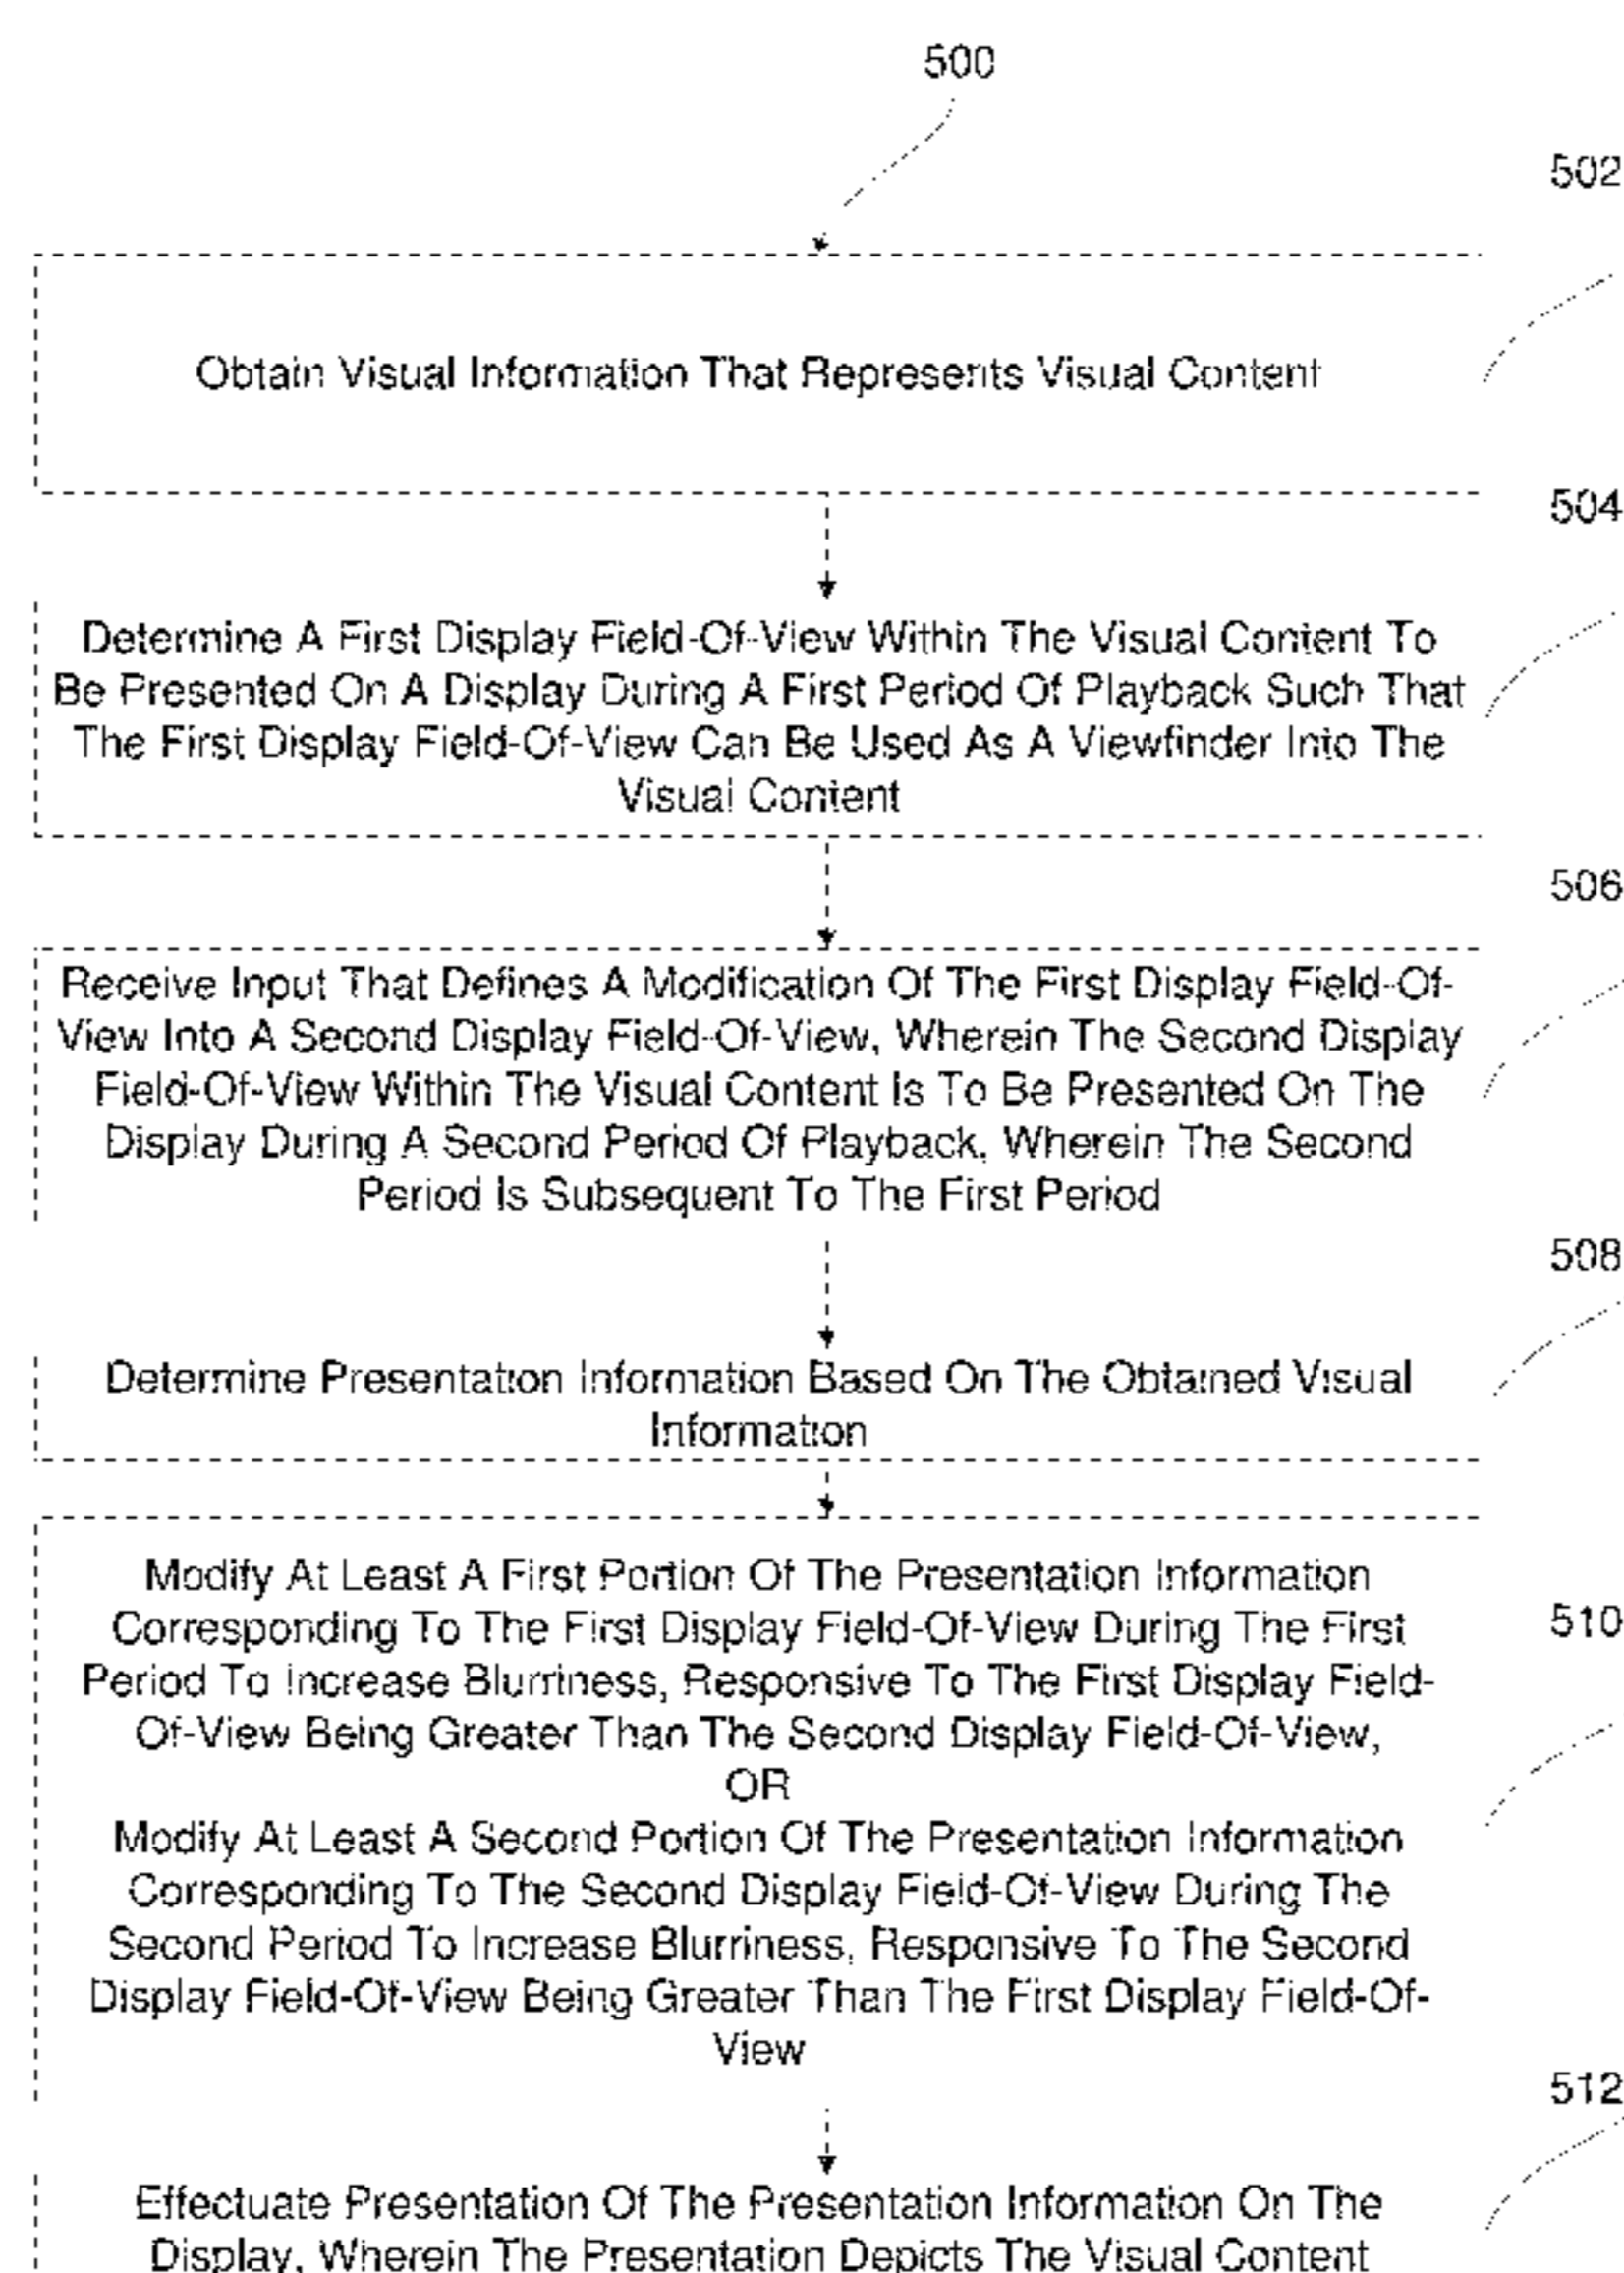 500
502
Obtain Visual Information That Represents Visual Content
504
Determine A First Display Field-Of-View Within The Visual Content To
Be Presented On A Display During A First Period Of Playback Such That
The First Display Field-Of-View Can Be Used As A Viewfinder Into The
Visual Content
506
Receive Input That Defines A Modification Of The First Display Field-Of-
View Into A Second Display Field-Of-View, Wherein The Second Display
Field-Of-View Within The Visual Content Is To Be Presented On The
Display During A Second Period Of Playback, Wherein The Second
Period Is Subsequent To The First Period
508
Determine Presentation Information Based On The Obtained Visual
Information
Modify At Least A First Portion Of The Presentation Information
Corresponding To The First Display Field-Of-View During The First
510
Period To Increase Blurriness, Responsive To The First Display Field-
Of-View Being Greater Than The Second Display Field-Of-View,
OR
Modify At Least A Second Portion Of The Presentation Information
Corresponding To The Second Display Field-Of-View During The
Second Period To Increase Blurriness, Responsive To The Second
Display Field-Of-View Being Greater Than The First Display Field-Of-
View
512
Effectuate Presentation Of The Presentation Information On The
Display, Wherein The Presentation Depicts The Visual Content